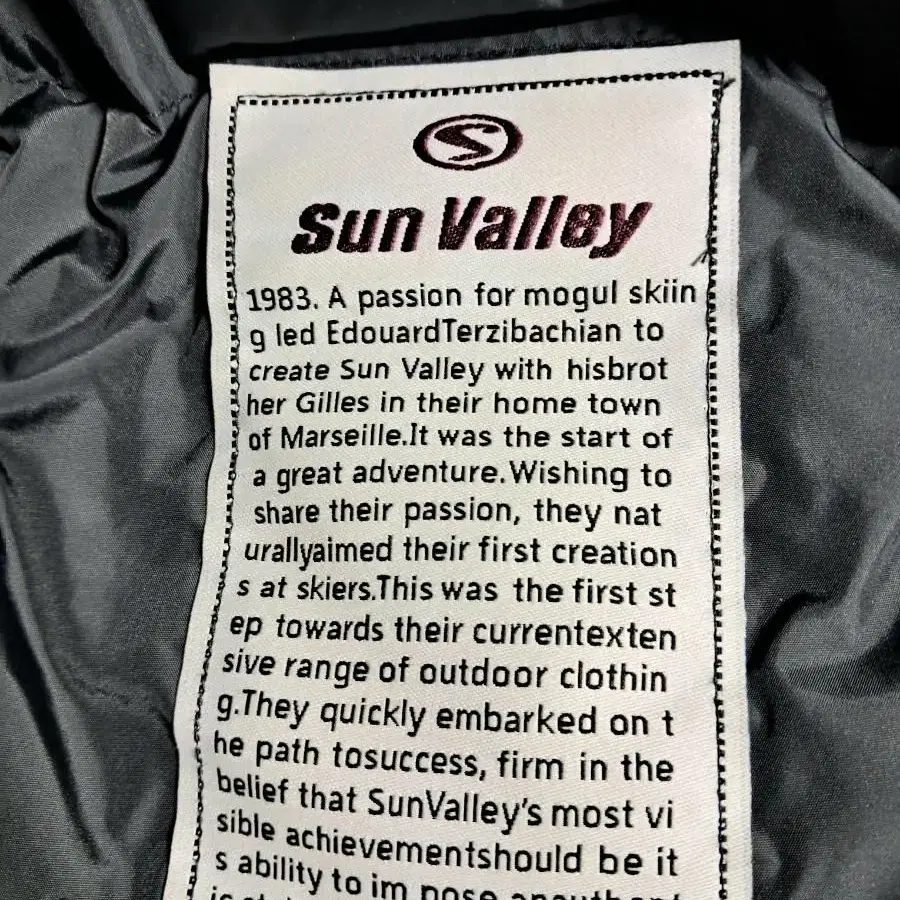 Sun Valley
1983. A passion for mogul skiin
g led EdouardTerzibachian to
create Sun Valley with hisbrot
her Gilles in their home town
of Marseille.It was the start of
a great adventure.Wishing to
share their passion, they nat
urallyaimed their first creation
s at skiers.This was the first st
ep towards their currentexten
sive range of outdoor clothin
g.They quickly embarked on t
he path tosuccess, firm in the
belief that SunValley's most vi
sible achievementshould be it
s ability to im pose